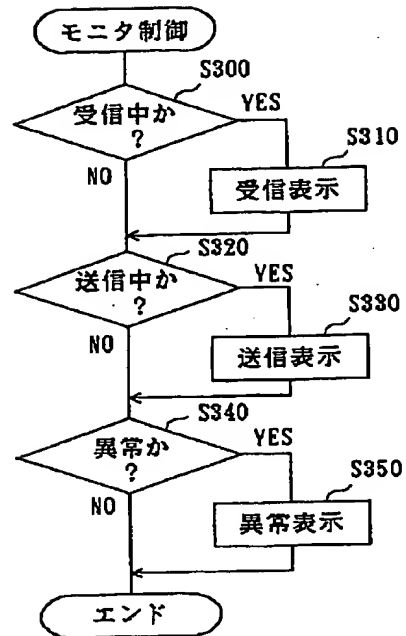 モニタ制御
S300
受信中か
?
YES
NO
S310
受信表示
S320
送信中か
?
YES
NO
S330
送信表示
S340
異常か
?
YES
NO
S350
異常表示
エンド